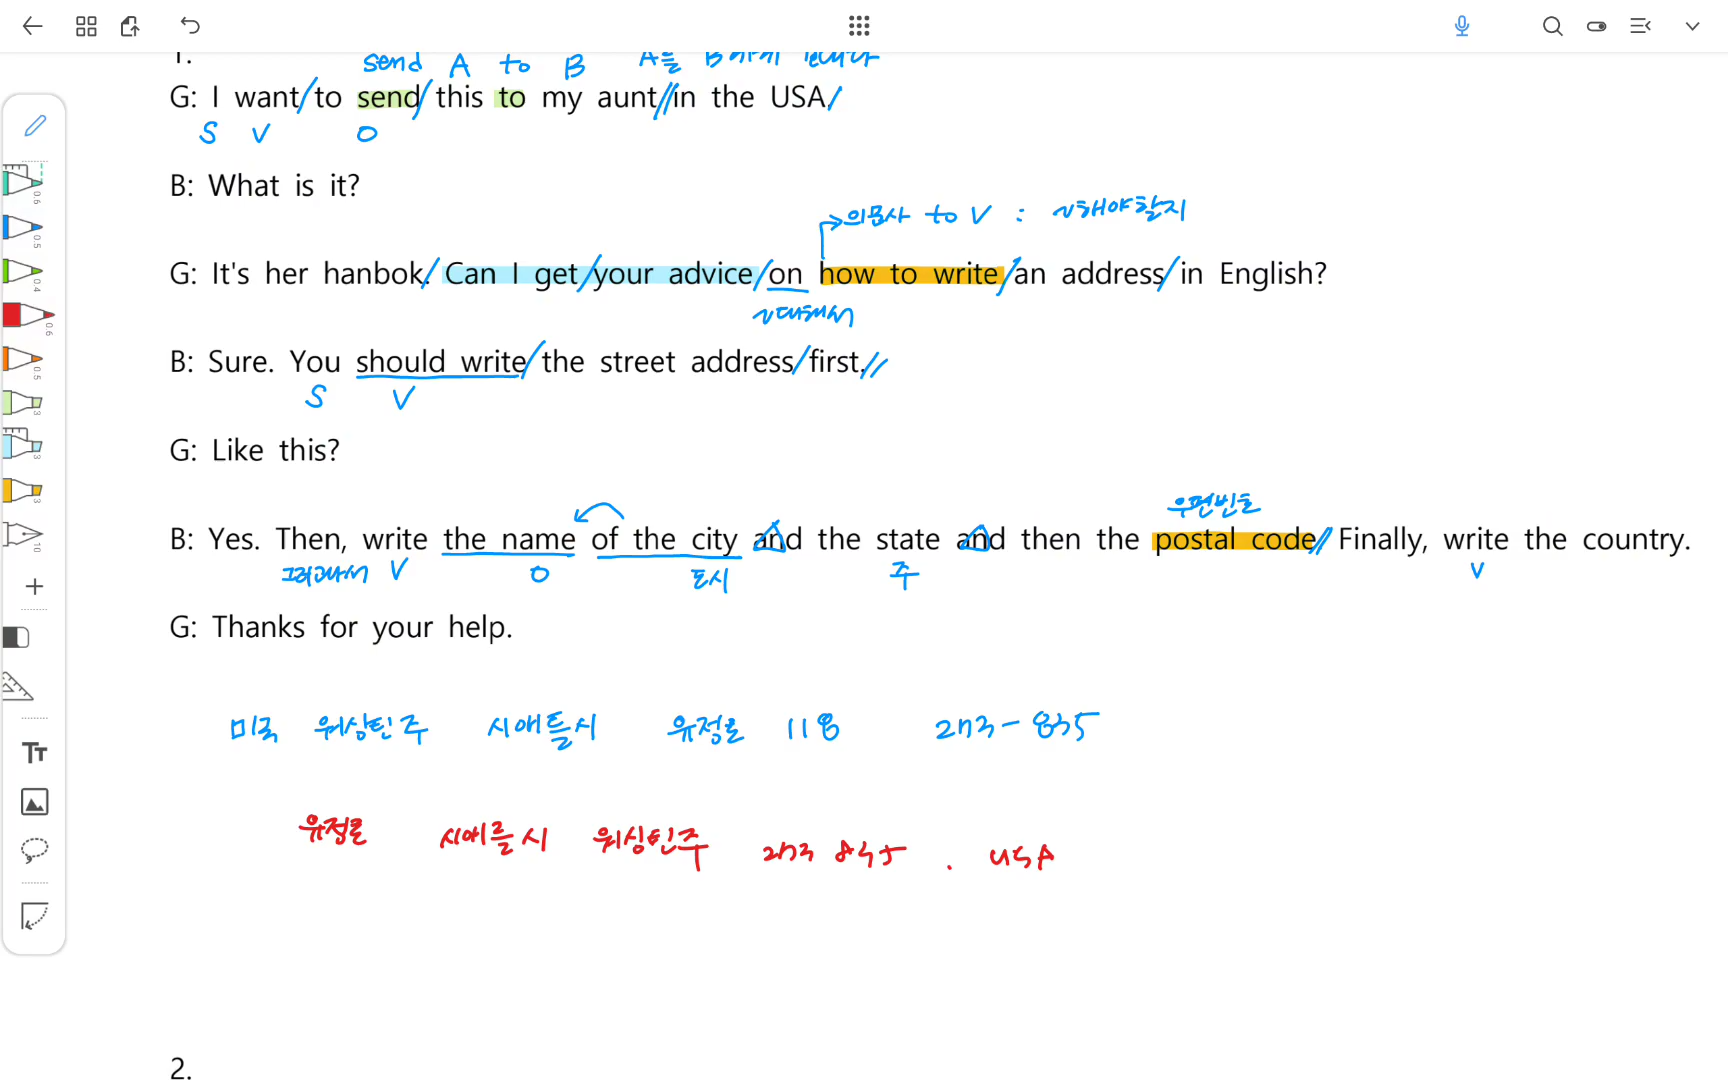 1.
send A to B A를 B에게 보내다
G: I want/to send/this to my aunt//in the USA./
S V O
B: What is it?
의문사 to V : ~해야할지
G: It's her hanbok./ Can I get/your advice/on how to write/an address/in English?
~대해서
B: Sure. You should write/the street address/first.//
S V
G: Like this?
우편번호
B: Yes. Then, write the name of the city and the state and then the postal code.// Finally, write the country.
그리고나서 V O 도시 주 V
G: Thanks for your help.
미국 워싱턴주 시애틀시 유정로 118 273-835
유정로 시애틀시 워싱턴주 273 . USA
2.
Tт